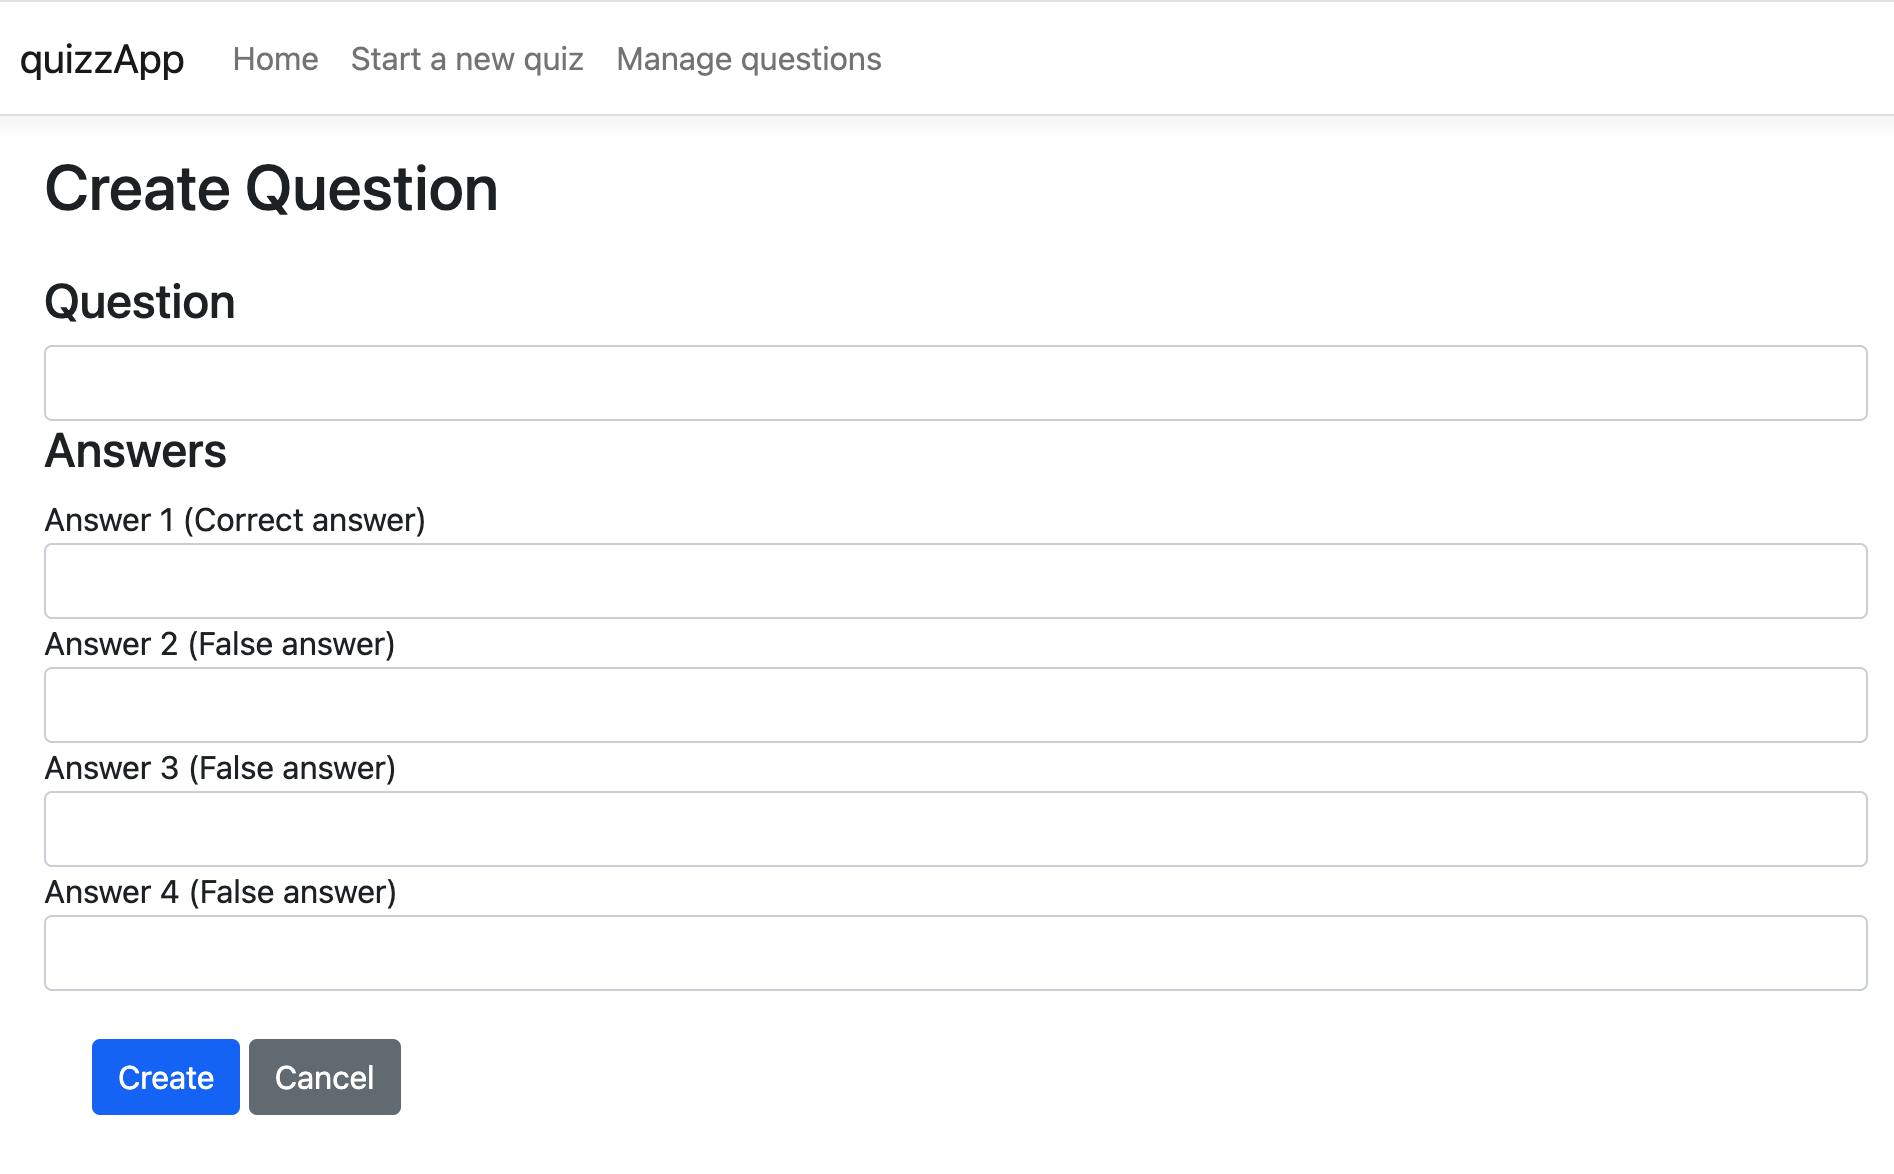 quizzApp Home Start a new quiz Manage questions
Create Question
Question
Answers
Answer 1 (Correct answer)
Answer 2 (False answer)
Answer 3 (False answer)
Answer 4 (False answer)
Create Cancel